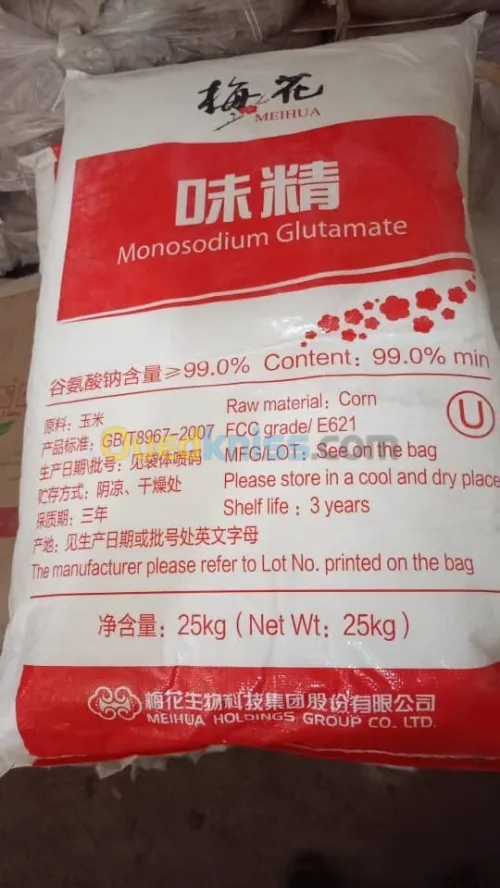 梅花
MEIHUA
味精
Monosodium Glutamate
谷氨酸钠含量≥99.0% Content: 99.0% min
原料: 玉米
产品标准: GB/T8967-2007
生产日期\批号: 见袋体喷码
贮存方式: 阴凉、干燥处
保质期: 三年
产地: 见生产日期或批号处英文字母
Raw material: Corn
FCC grade/ E621
MFG/LOT: See on the bag
Please store in a cool and dry place
Shelf life : 3 years
U
The manufacturer please refer to Lot No. printed on the bag
净含量: 25kg ( Net Wt: 25kg )
梅花生物科技集团股份有限公司
MEIHUA HOLDINGS GROUP CO., LTD.
Ouedkniss.com